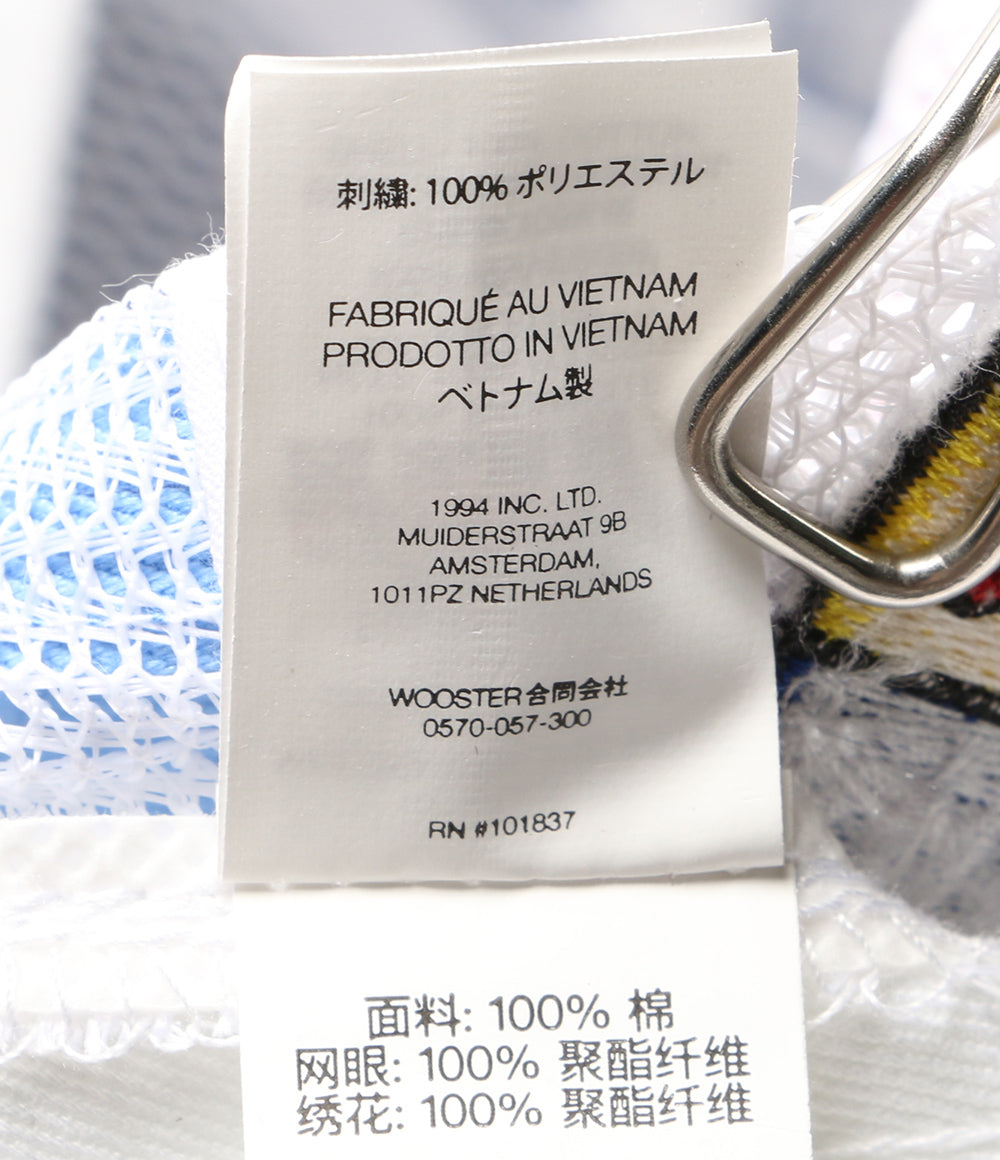 刺繍: 100% ポリエステル
FABRIQUÉ AU VIETNAM
PRODOTTO IN VIETNAM
ベトナム製
1994 INC. LTD.
MUIDERSTRAAT 9B
AMSTERDAM,
1011PZ NETHERLANDS
WOOSTER合同会社
0570-057-300
RN #101837
面料: 100% 棉
网眼: 100% 聚酯纤维
绣花: 100% 聚酯纤维